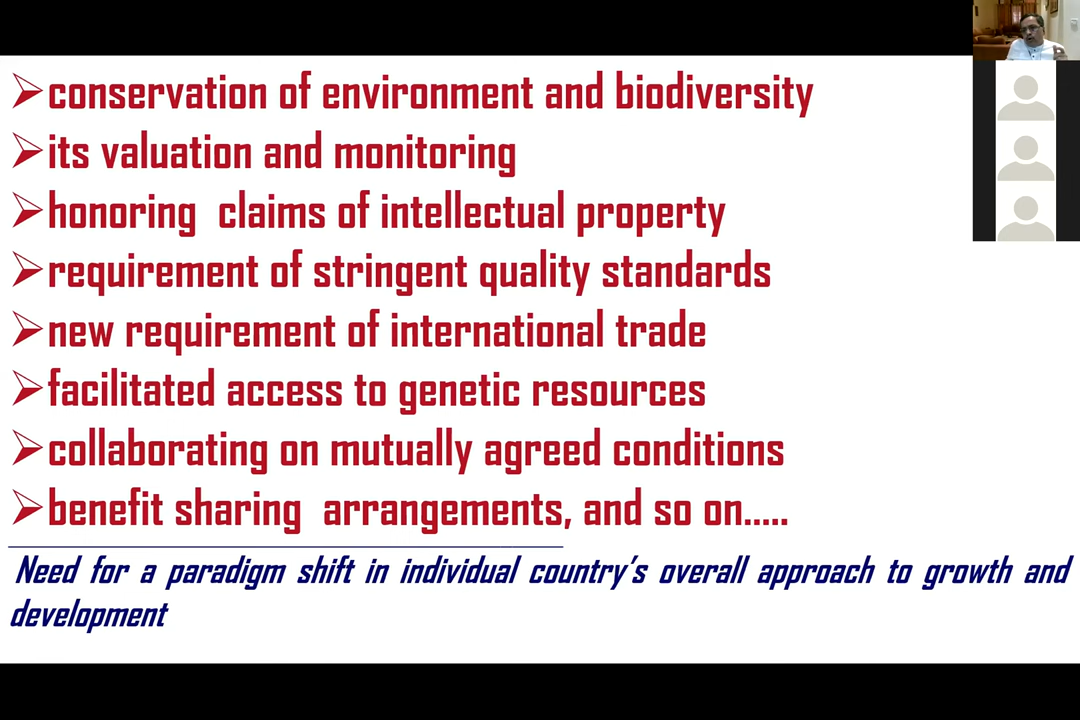 ➢conservation of environment and biodiversity
➢its valuation and monitoring
➢honoring claims of intellectual property
➢requirement of stringent quality standards
➢new requirement of international trade
➢facilitated access to genetic resources
➢collaborating on mutually agreed conditions
➢benefit sharing arrangements, and so on.....
Need for a paradigm shift in individual country's overall approach to growth and
development